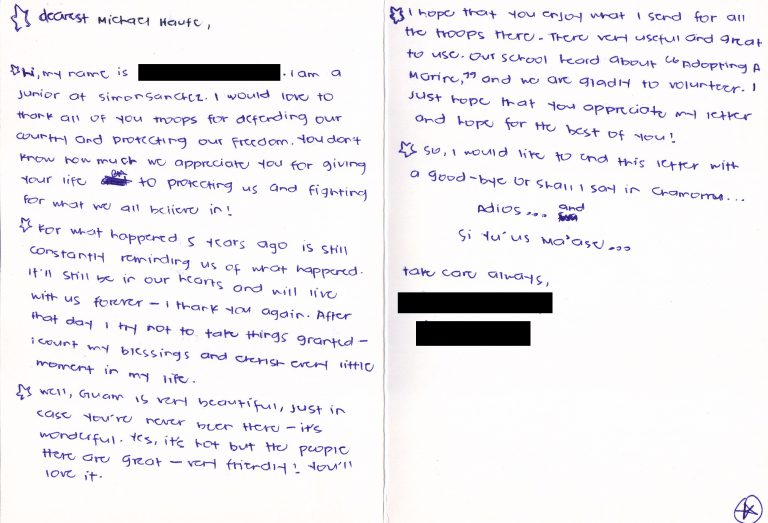 dearest Michael Haufe,
Hi, my name is . I am a
junior at simonsanchez. I would love to
thank all of you troops for defending our
country and protecting our freedom. You don't
know how much we appreciate you for giving
your life to protecting us and fighting
for what we all believe in!
For what happened 5 years ago is still
constantly reminding us of what happened.
It'll still be in our hearts and will live
with us forever – I thank you again. After
that day I try not to take things granted –
i count my blessings and cherish every little
moment in my life.
Well, Guam is very beautiful, just in
case you've never been there – it's
wonderful. Yes, it's hot but the people
there are great – very friendly! You'll
love it.
I hope that you enjoy what I send for all
the troops there. There very useful and great
to use. Our school heard about "Adopting A
Marine," and we are gladly to volunteer. I
just hope that you appreciate my letter
and hope for the best of you!
So, I would like to end this letter with
a good-bye or shall I say in Chamorru...
Adios... and
Si Yu'us Ma'ase...
take care always,